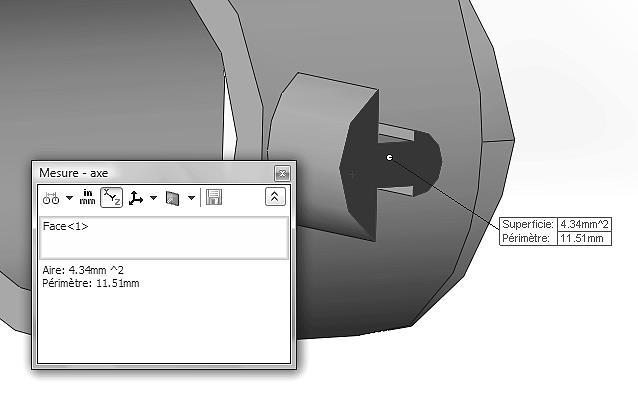 Mesure - axe
in
mm
XYZ
Face<1>
Aire: 4.34mm ^2
Périmètre: 11.51mm
Superficie: 4.34mm^2
Périmètre: 11.51mm